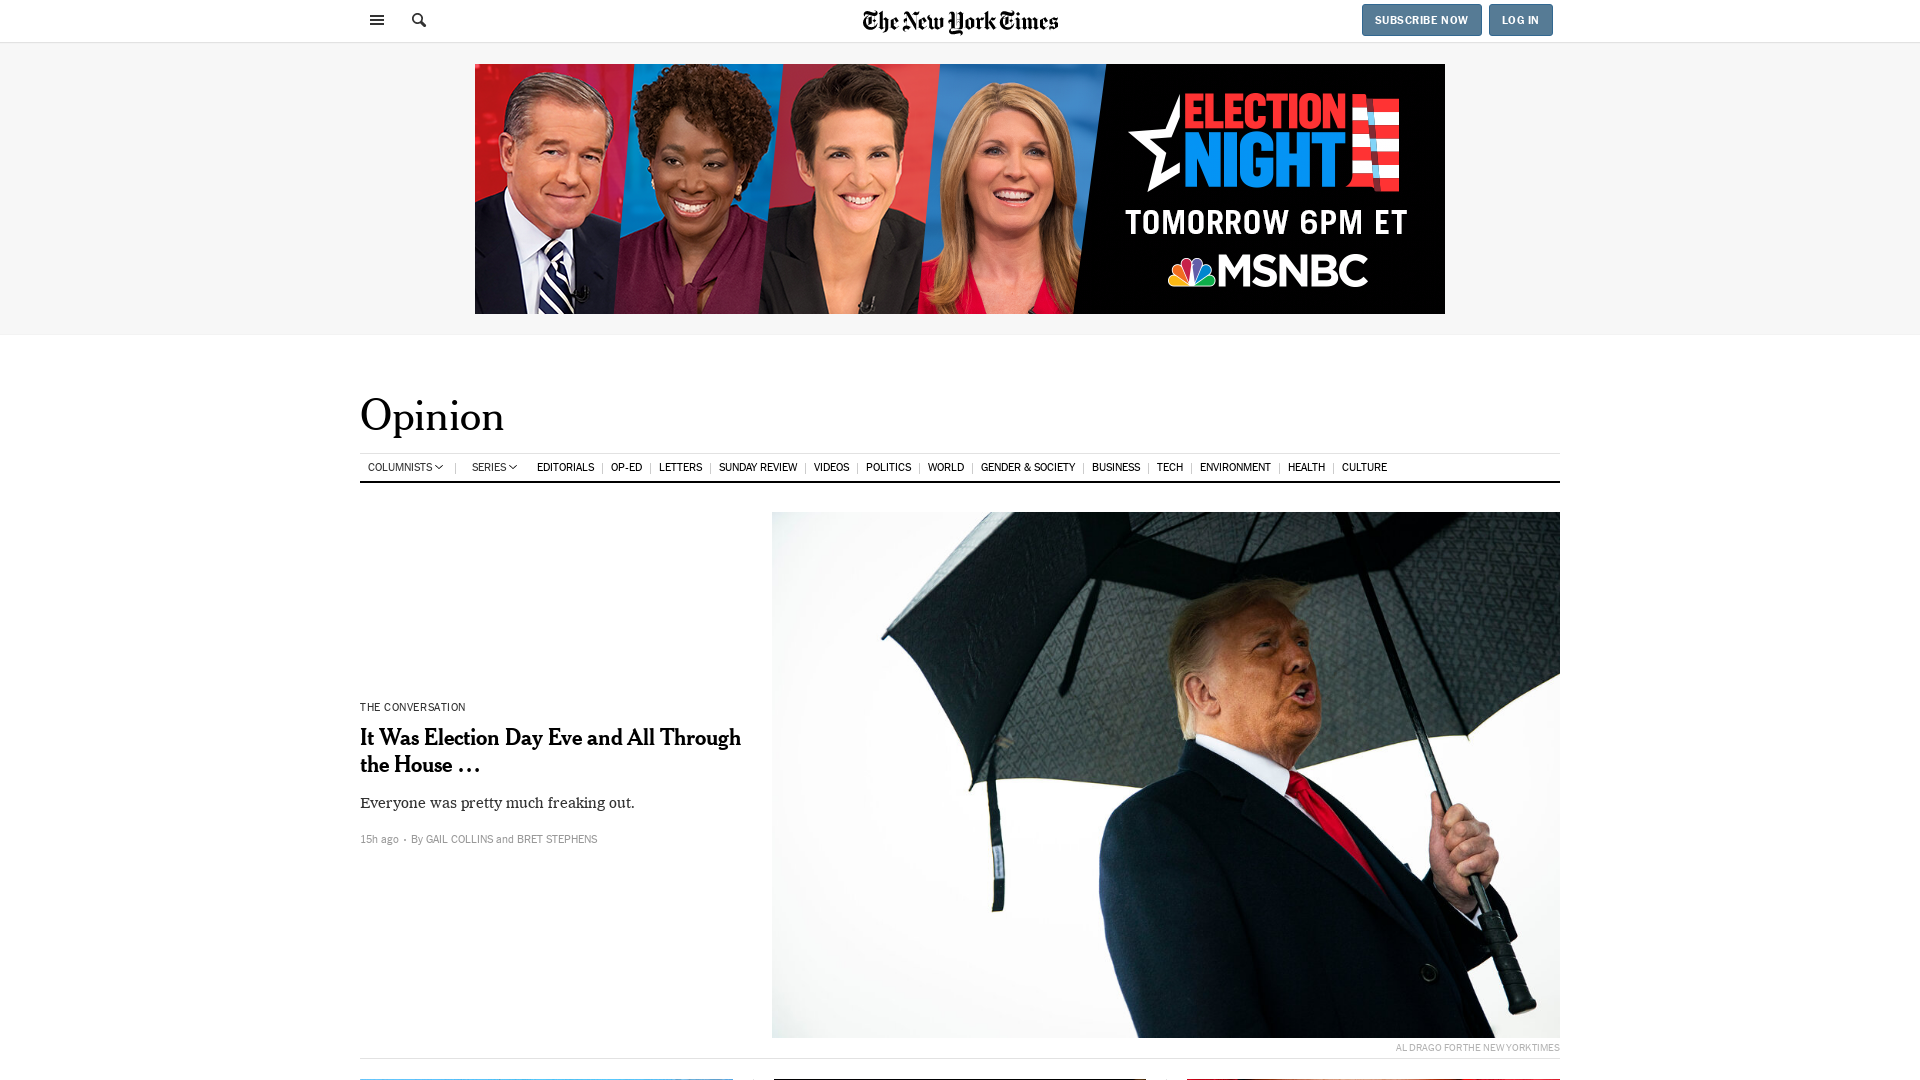 The New York Times
SUBSCRIBE NOW
LOG IN
ELECTION
NIGHT
TOMORROW 6PM ET
MSNBC
Opinion
COLUMNISTS
SERIES
EDITORIALS
OP-ED
LETTERS
SUNDAY REVIEW
VIDEOS
POLITICS
WORLD
GENDER & SOCIETY
BUSINESS
TECH
ENVIRONMENT
HEALTH
CULTURE
THE CONVERSATION
It Was Election Day Eve and All Through
the House …
Everyone was pretty much freaking out.
15h ago · By GAIL COLLINS and BRET STEPHENS
AL DRAGO FOR THE NEW YORK TIMES